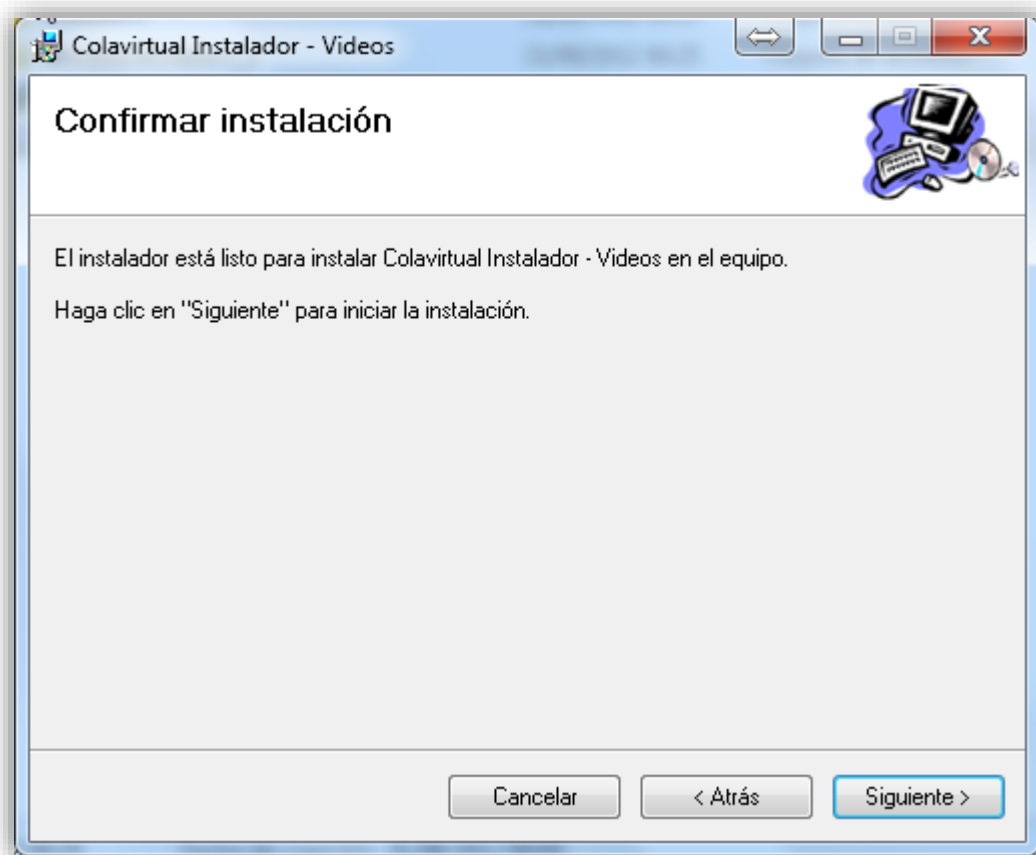 Colavirtual Instalador - Videos
Confirmar instalación
El instalador está listo para instalar Colavirtual Instalador - Videos en el equipo.
Haga clic en "Siguiente" para iniciar la instalación.
Cancelar
< Atrás
Siguiente >